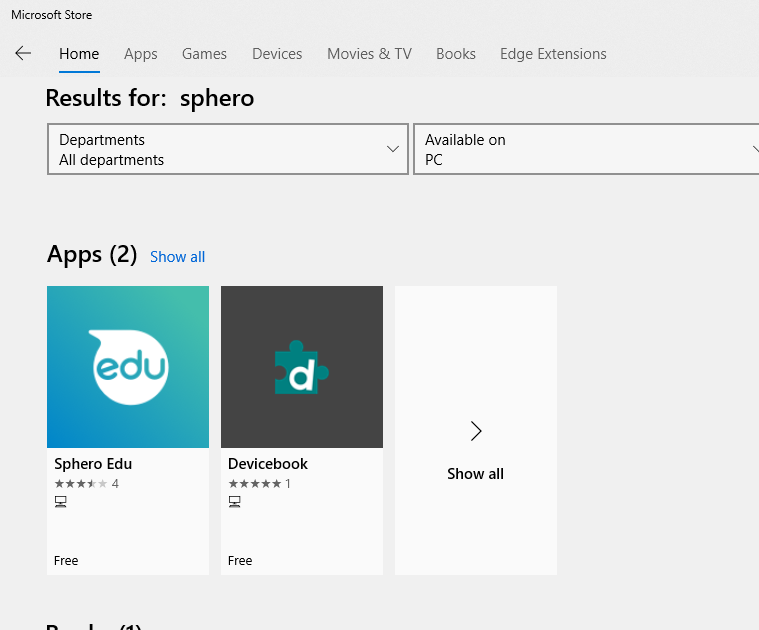 Microsoft Store
Home Apps Games Devices Movies & TV Books Edge Extensions
Results for: sphero
Departments
All departments
Available on
PC
Apps (2) Show all
edu
d
Show all
Sphero Edu
4
Free
Devicebook
1
Free